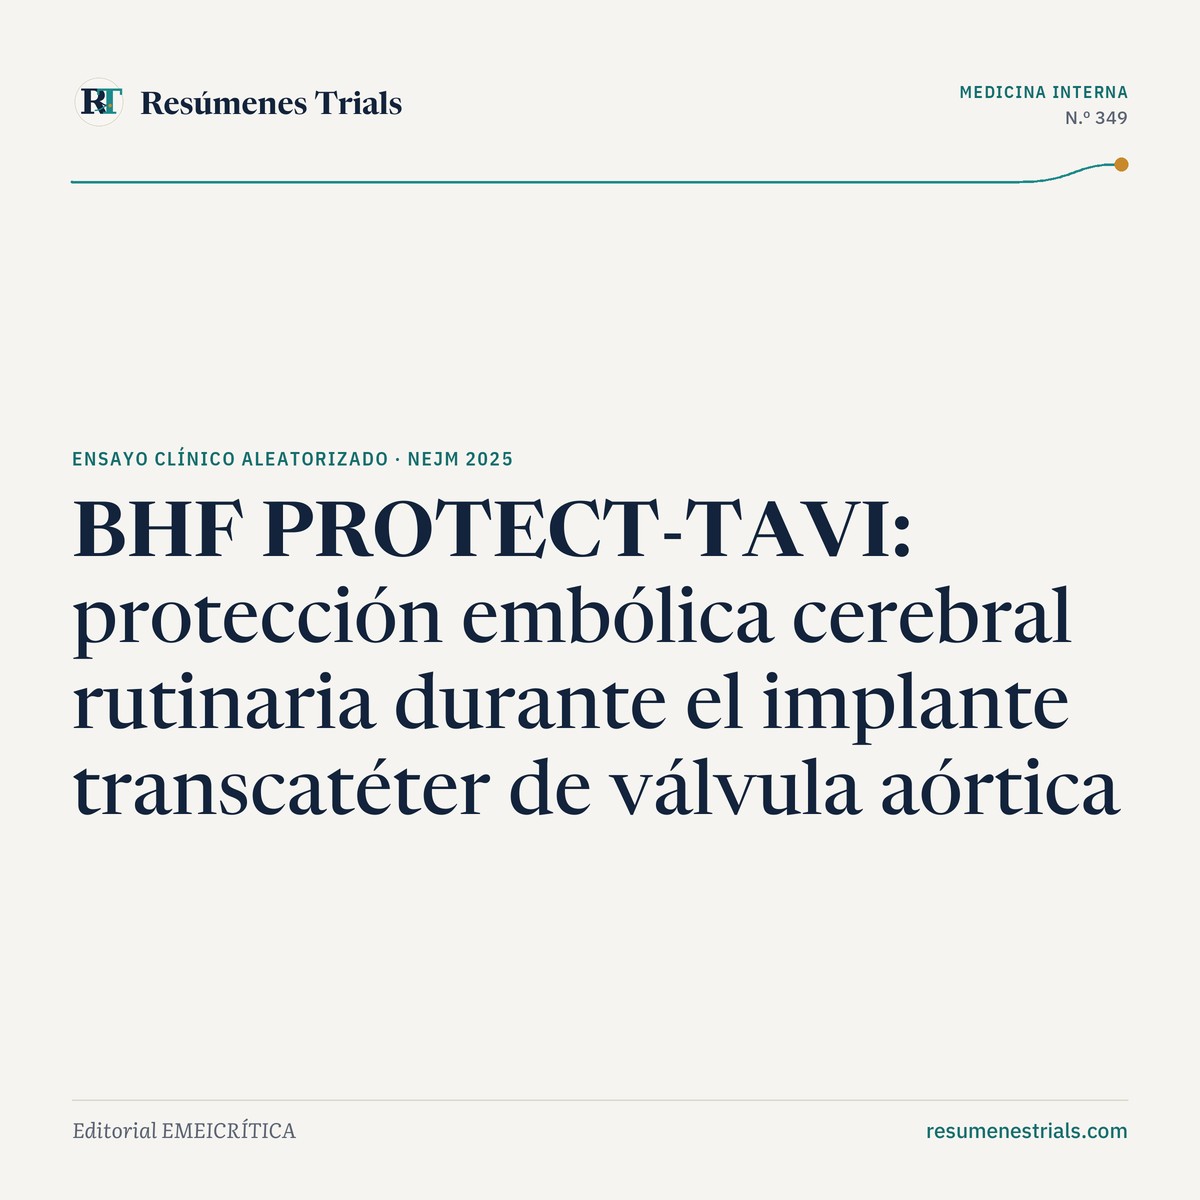 RT Resúmenes Trials
MEDICINA INTERNA
N.º 349
ENSAYO CLÍNICO ALEATORIZADO · NEJM 2025
BHF PROTECT-TAVI:
protección embólica cerebral
rutinaria durante el implante
transcatéter de válvula aórtica
Editorial EMEICRÍTICA
resumenestrials.com